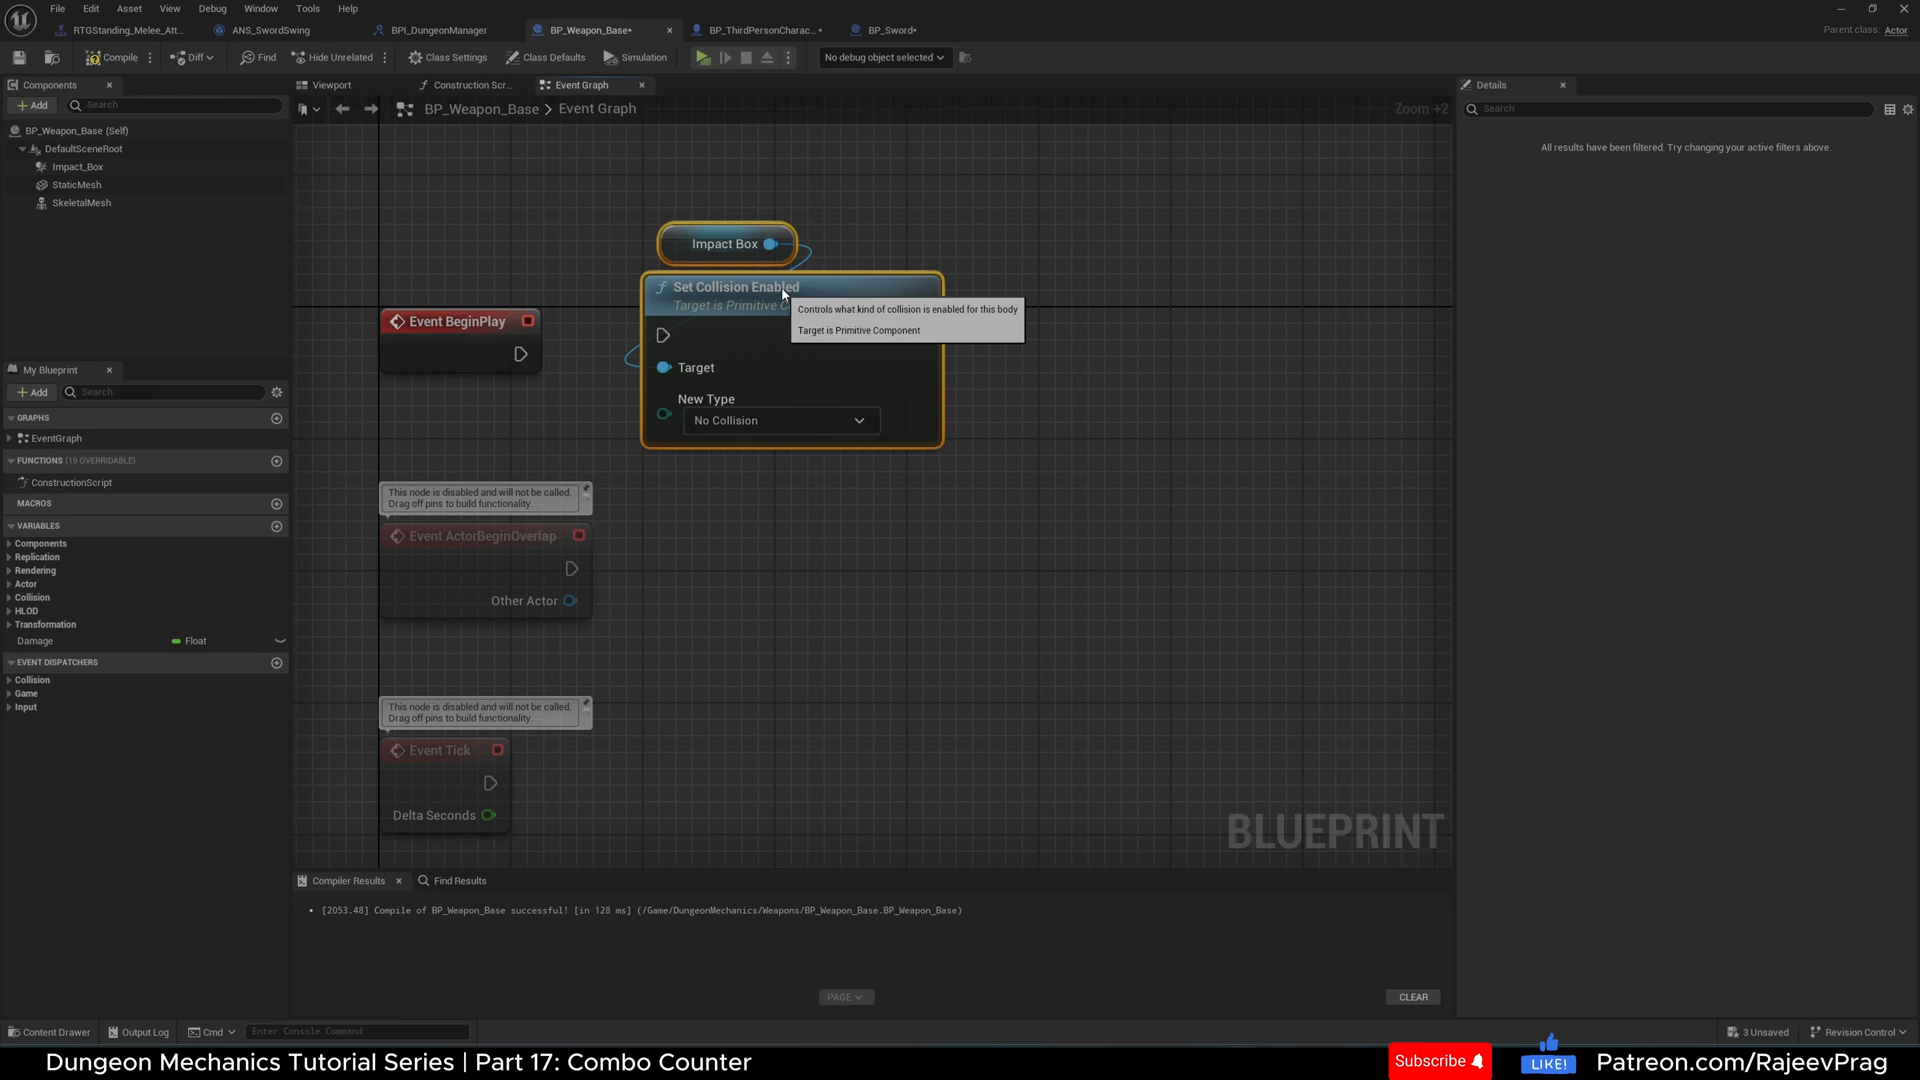 File Edit Asset View Debug Window Tools Help
RTGStanding_Melee_Att... ANS_SwordSwing BPI_DungeonManager BP_Weapon_Base* BP_ThirdPersonCharac...* BP_Sword*
Parent class: Actor
Compile Diff Find Hide Unrelated Class Settings Class Defaults Simulation No debug object selected
Components
Add Search
BP_Weapon_Base (Self)
DefaultSceneRoot
Impact_Box
StaticMesh
SkeletalMesh
My Blueprint
Add Search
GRAPHS
EventGraph
FUNCTIONS (19 OVERRIDABLE)
ConstructionScript
MACROS
VARIABLES
Components
Replication
Rendering
Actor
Collision
HLOD
Transformation
Damage Float
EVENT DISPATCHERS
Collision
Game
Input
Viewport Construction Scr... Event Graph
BP_Weapon_Base > Event Graph
Zoom +2
Impact Box
Set Collision Enabled
Target is Primitive C
Controls what kind of collision is enabled for this body
Target is Primitive Component
Target
New Type
No Collision
Event BeginPlay
This node is disabled and will not be called.
Drag off pins to build functionality.
Event ActorBeginOverlap
Other Actor
This node is disabled and will not be called.
Drag off pins to build functionality.
Event Tick
Delta Seconds
BLUEPRINT
Compiler Results Find Results
[2053.48] Compile of BP_Weapon_Base successful! [in 128 ms] (/Game/DungeonMechanics/Weapons/BP_Weapon_Base.BP_Weapon_Base)
PAGE
CLEAR
Details
Search
All results have been filtered. Try changing your active filters above.
Content Drawer Output Log Cmd Enter Console Command
3 Unsaved Revision Control
Dungeon Mechanics Tutorial Series | Part 17: Combo Counter
Subscribe
LIKE!
Patreon.com/RajeevPrag